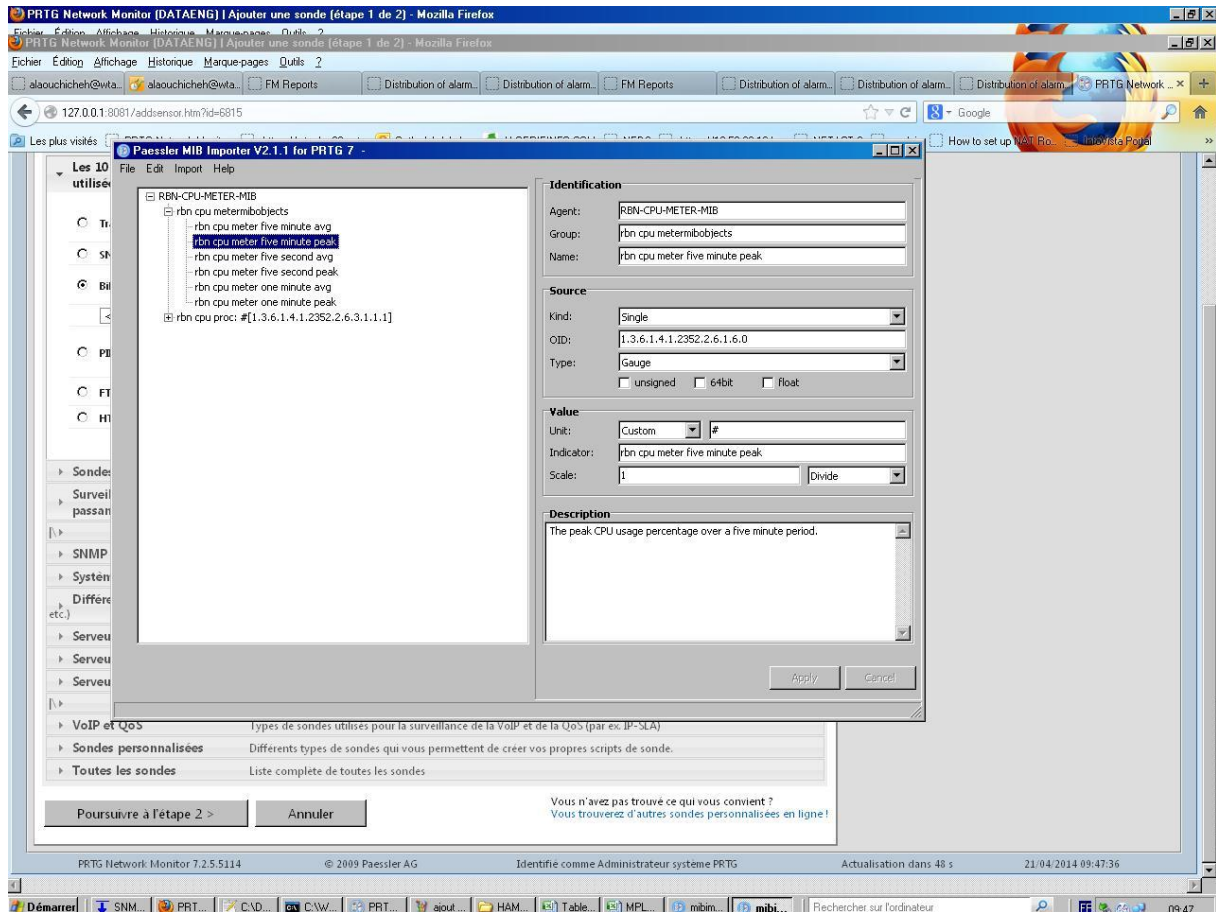 PRTG Network Monitor (DATAENG) | Ajouter une sonde (étape 1 de 2) - Mozilla Firefox
PRTG Network Monitor (DATAENG) | Ajouter une sonde (étape 1 de 2) - Mozilla Firefox
Fichier Édition Affichage Historique Marque-pages Outils ?
alaouchicheh@wta... alaouchicheh@wta... FM Reports Distribution of alarm... Distribution of alarm... FM Reports Distribution of alarm... Distribution of alarm... Distribution of alarm... PRTG Network ...
127.0.0.1:8081/addsensor.htm?id=6815
Google
Les plus visités
How to set up NAT Ro...
Paessler MIB Importer V2.1.1 for PRTG 7 -
File Edit Import Help
Les 10
utilisé
RBN-CPU-METER-MIB
rbn cpu metermibobjects
rbn cpu meter five minute avg
rbn cpu meter five minute peak
rbn cpu meter five second avg
rbn cpu meter five second peak
rbn cpu meter one minute avg
rbn cpu meter one minute peak
rbn cpu proc: #[1.3.6.1.4.1.2352.2.6.3.1.1.1]
Identification
Agent: RBN-CPU-METER-MIB
Group: rbn cpu metermibobjects
Name: rbn cpu meter five minute peak
Source
Kind: Single
OID: 1.3.6.1.4.1.2352.2.6.1.6.0
Type: Gauge
unsigned 64bit float
Value
Unit: Custom #
Indicator: rbn cpu meter five minute peak
Scale: 1 Divide
Description
The peak CPU usage percentage over a five minute period.
Apply Cancel
Sondes
Surveil
passan
SNMP
Systèm
Différe
etc.)
Serveu
Serveu
Serveu
VoIP et QoS Types de sondes utilisés pour la surveillance de la VoIP et de la QoS (par ex. IP-SLA)
Sondes personnalisées Différents types de sondes qui vous permettent de créer vos propres scripts de sonde.
Toutes les sondes Liste complète de toutes les sondes
Poursuivre à l'étape 2 > Annuler
Vous n'avez pas trouvé ce qui vous convient ?
Vous trouverez d'autres sondes personnalisées en ligne !
PRTG Network Monitor 7.2.5.5114 © 2009 Paessler AG Identifié comme Administrateur système PRTG Actualisation dans 48 s 21/04/2014 09:47:36
Démarrer SNM... PRT... C:\D... C:\W... PRT... ajout ... HAM... Table... MPL... mibim... mibi... Rechercher sur l'ordinateur FF 09:47